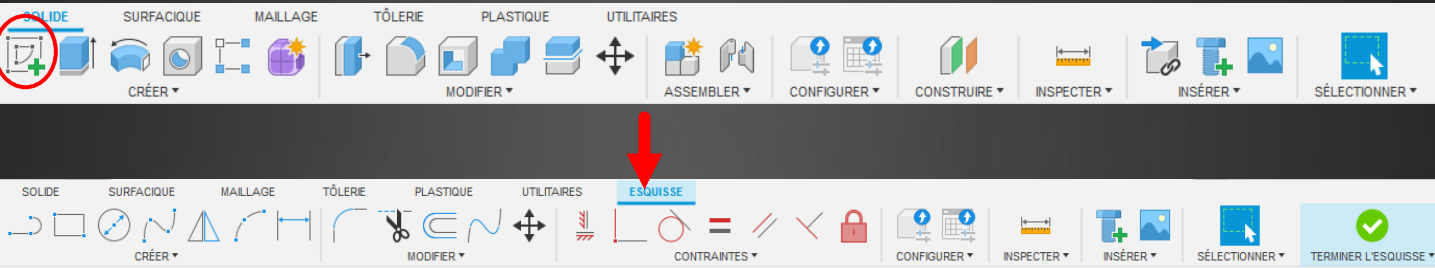 SOLIDE SURFACIQUE MAILLAGE TÔLERIE PLASTIQUE UTILITAIRES
CRÉER MODIFIER ASSEMBLER CONFIGURER CONSTRUIRE INSPECTER INSÉRER SÉLECTIONNER
SOLIDE SURFACIQUE MAILLAGE TÔLERIE PLASTIQUE UTILITAIRES ESQUISSE
CRÉER MODIFIER CONTRAINTES CONFIGURER INSPECTER INSÉRER SÉLECTIONNER TERMINER L'ESQUISSE